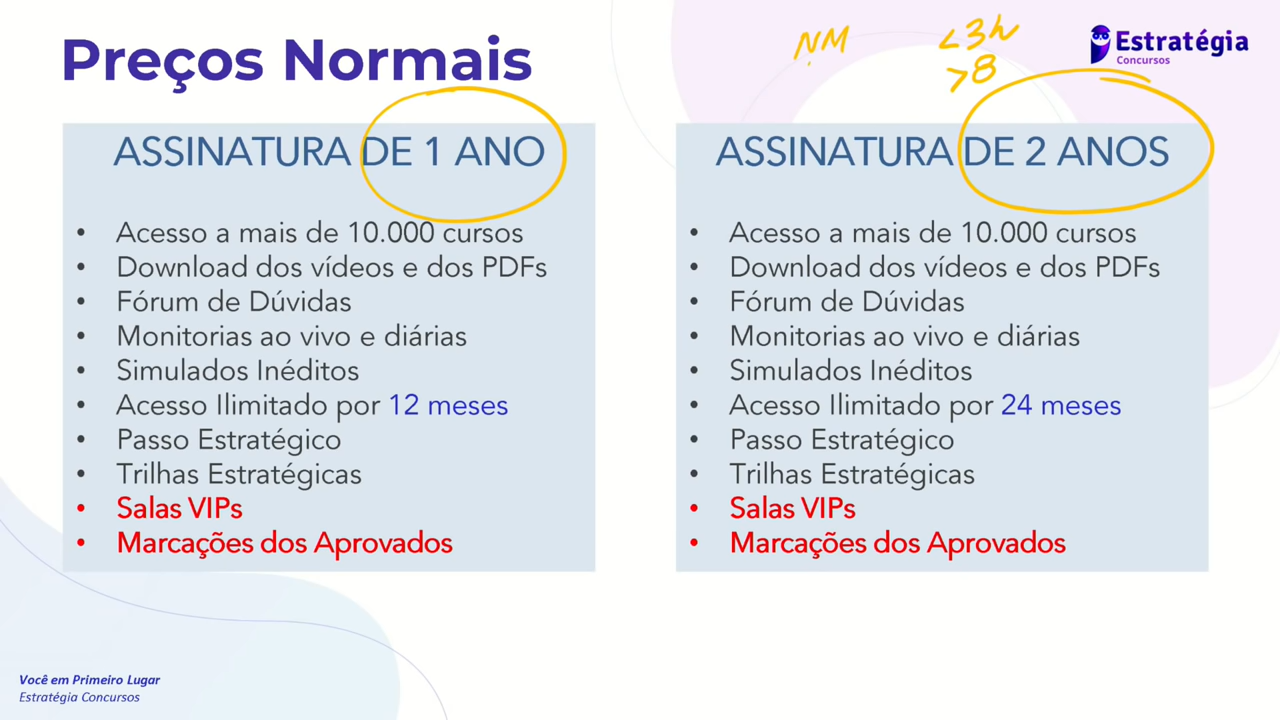 Preços Normais
NM
<3h
>8
Estratégia
Concursos
ASSINATURA DE 1 ANO
• Acesso a mais de 10.000 cursos
• Download dos vídeos e dos PDFs
• Fórum de Dúvidas
• Monitorias ao vivo e diárias
• Simulados Inéditos
• Acesso Ilimitado por 12 meses
• Passo Estratégico
• Trilhas Estratégicas
• Salas VIPs
• Marcações dos Aprovados
ASSINATURA DE 2 ANOS
• Acesso a mais de 10.000 cursos
• Download dos vídeos e dos PDFs
• Fórum de Dúvidas
• Monitorias ao vivo e diárias
• Simulados Inéditos
• Acesso Ilimitado por 24 meses
• Passo Estratégico
• Trilhas Estratégicas
• Salas VIPs
• Marcações dos Aprovados
Você em Primeiro Lugar
Estratégia Concursos